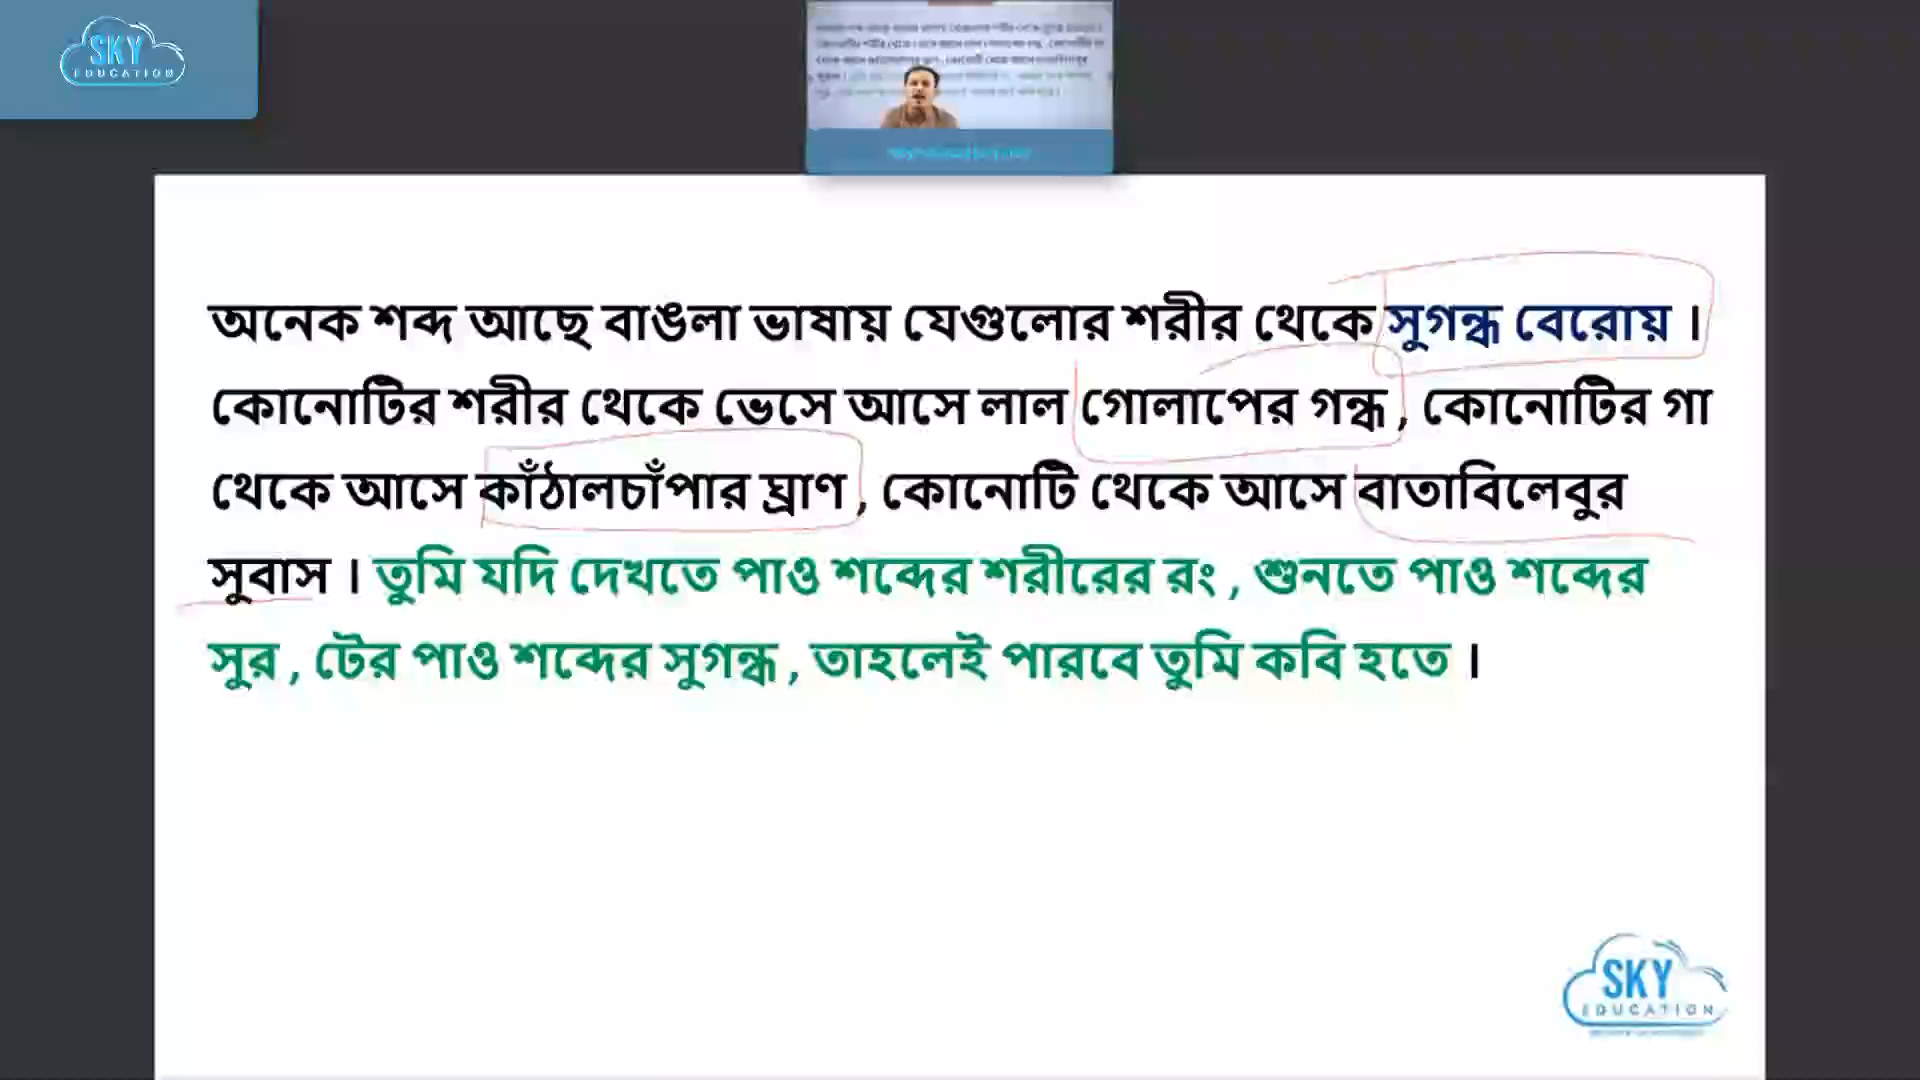 SKY
EDUCATION
অনেক শব্দ আছে বাঙলা ভাষায় যেগুলোর শরীর থেকে সুগন্ধ বেরোয় ।
কোনোটির শরীর থেকে ভেসে আসে লাল গোলাপের গন্ধ , কোনোটির গা
থেকে আসে কাঁঠালচাঁপার ঘ্রাণ , কোনোটি থেকে আসে বাতাবিলেবুর
সুবাস । তুমি যদি দেখতে পাও শব্দের শরীরের রং , শুনতে পাও শব্দের
সুর , টের পাও শব্দের সুগন্ধ , তাহলেই পারবে তুমি কবি হতে ।
SKY
EDUCATION